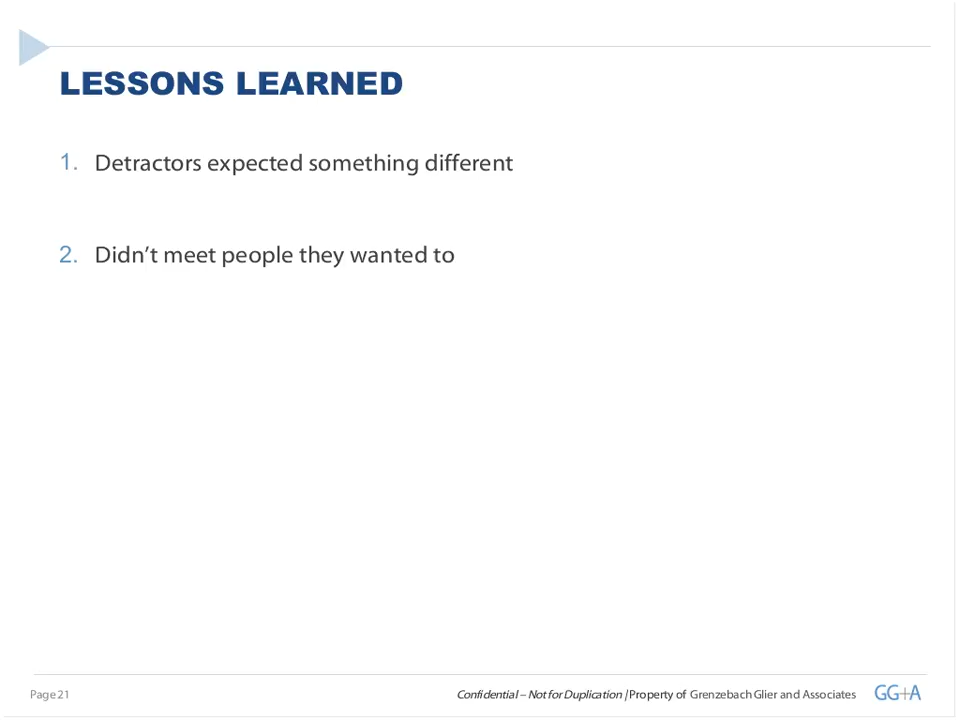 LESSONS LEARNED
1. Detractors expected something different
2. Didn’t meet people they wanted to
Page 21
Confidential – Not for Duplication | Property of Grenzebach Glier and Associates
GG+A